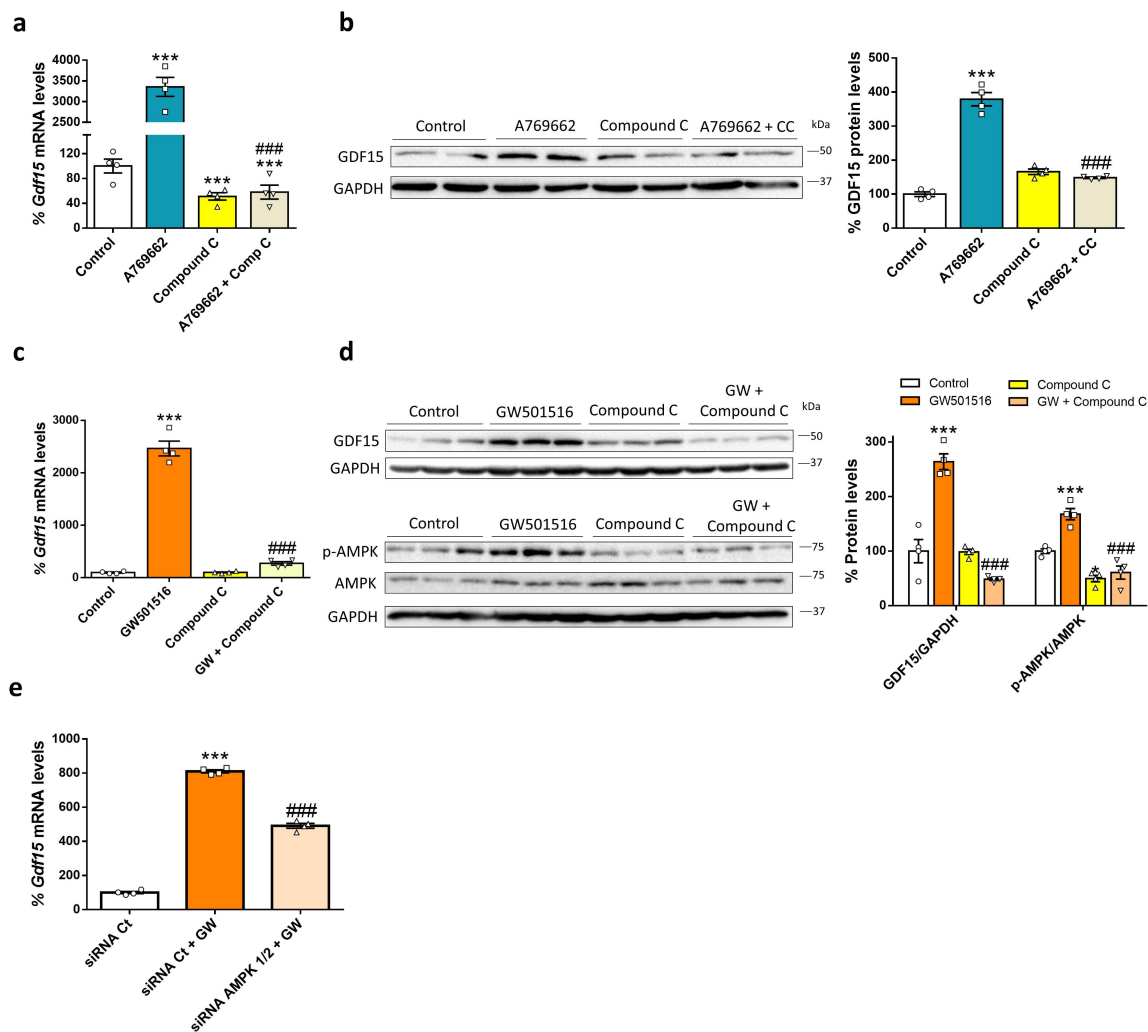 a
% Gdf15 mRNA levels
4000
3500
3000
2500
120
80
40
0
***
***
###
***
Control
A769662
Compound C
A769662 + Comp C
b
Control
A769662
Compound C
A769662 + CC
kDa
GDF15
50
GAPDH
37
% GDF15 protein levels
500
400
300
200
100
0
***
###
Control
A769662
Compound C
A769662 + CC
c
% Gdf15 mRNA levels
3000
2000
1000
0
***
###
Control
GW501516
Compound C
GW + Compound C
d
Control
GW501516
Compound C
GW +
Compound C
kDa
GDF15
50
GAPDH
37
Control
GW501516
Compound C
GW +
Compound C
p-AMPK
75
AMPK
75
GAPDH
37
Control
Compound C
GW501516
GW + Compound C
% Protein levels
300
200
100
0
***
###
***
*
###
GDF15/GAPDH
p-AMPK/AMPK
e
% Gdf15 mRNA levels
1000
800
600
400
200
0
***
###
siRNA Ct
siRNA Ct + GW
siRNA AMPK 1/2 + GW